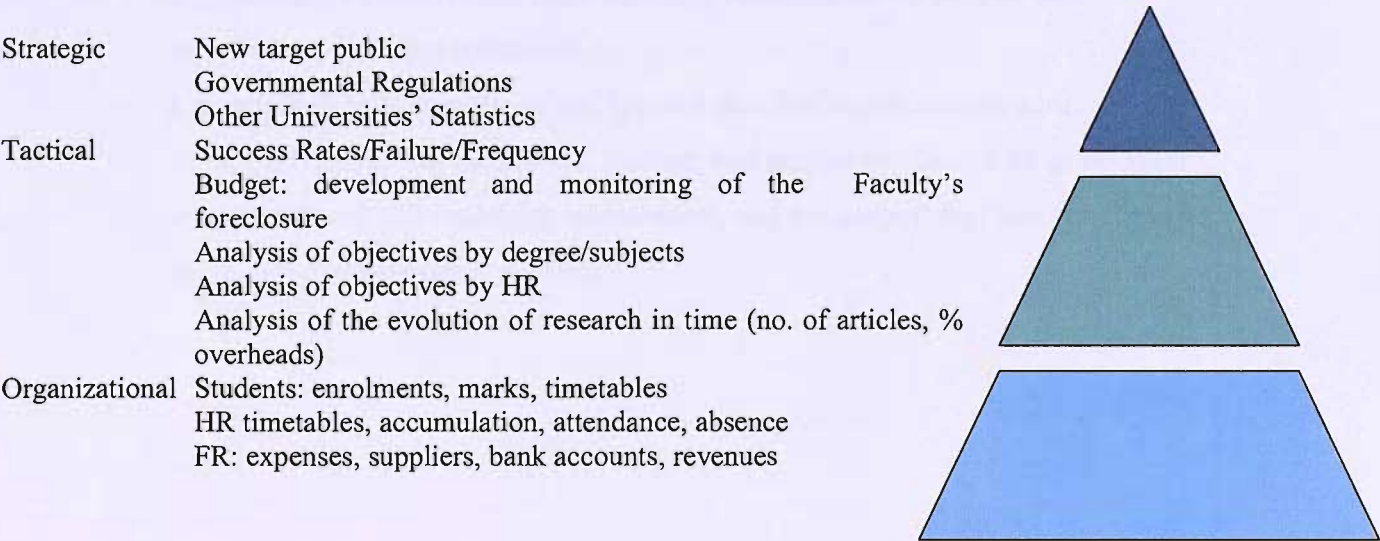 Strategic New target public
Governmental Regulations
Other Universities’ Statistics
Tactical Success Rates/Failure/Frequency
Budget: development and monitoring of the Faculty’s
foreclosure
Analysis of objectives by degree/subjects
Analysis of objectives by HR
Analysis of the evolution of research in time (no. of articles, %
overheads)
Organizational Students: enrolments, marks, timetables
HR timetables, accumulation, attendance, absence
FR: expenses, suppliers, bank accounts, revenues